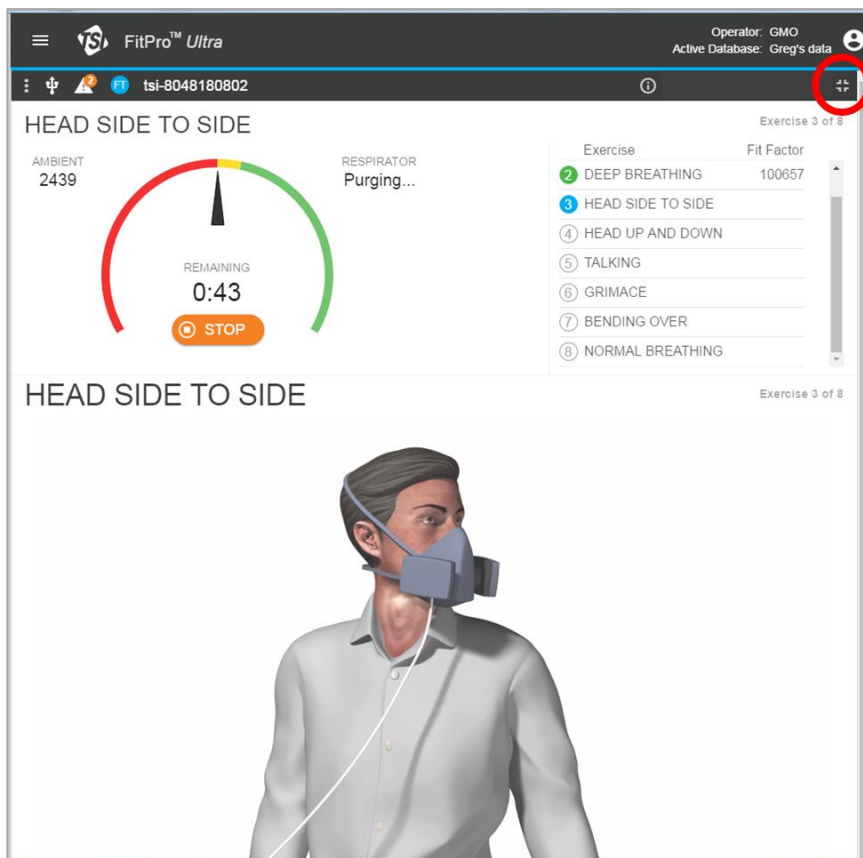 TSI FitPro™ Ultra
Operator: GMO
Active Database: Greg's data
2 FT tsi-8048180802
HEAD SIDE TO SIDE
Exercise 3 of 8
AMBIENT
2439
RESPIRATOR
Purging...
REMAINING
0:43
STOP
Exercise Fit Factor
2 DEEP BREATHING 100657
3 HEAD SIDE TO SIDE
4 HEAD UP AND DOWN
5 TALKING
6 GRIMACE
7 BENDING OVER
8 NORMAL BREATHING
HEAD SIDE TO SIDE
Exercise 3 of 8